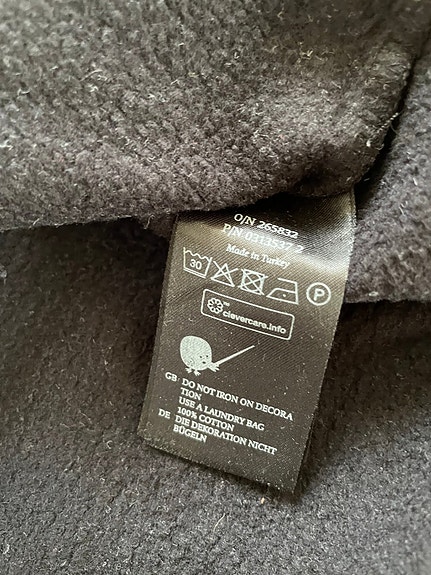 O/N 265832
P/N 0313537-2
Made in Turkey
30 P
clevercare.info
GB: DO NOT IRON ON DECORA
TION
USE A LAUNDRY BAG
100% COTTON
DE DIE DEKORATION NICHT
BÜGELN